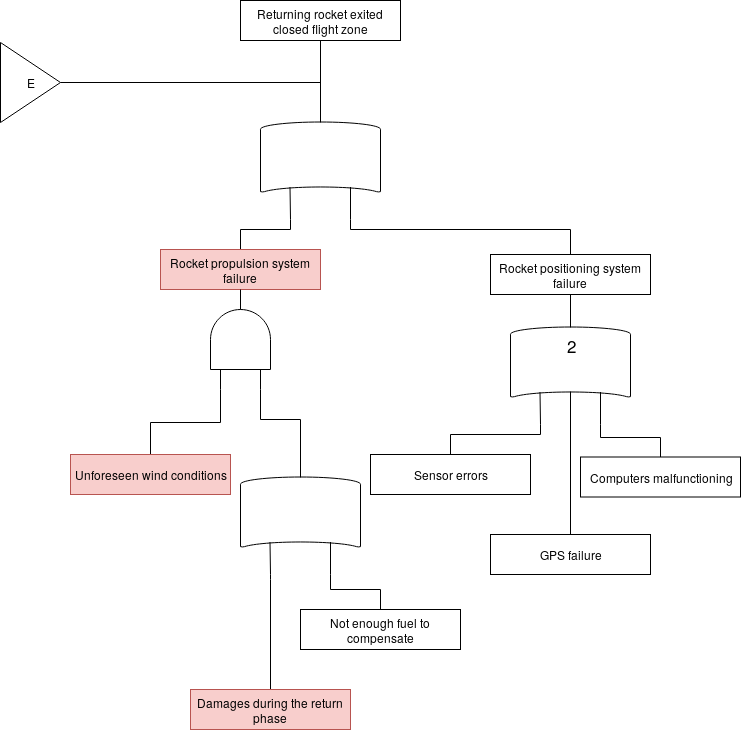 Returning rocket exited
closed flight zone
E
Rocket propulsion system
failure
Rocket positioning system
failure
2
Unforeseen wind conditions
Sensor errors
Computers malfunctioning
GPS failure
Not enough fuel to
compensate
Damages during the return
phase